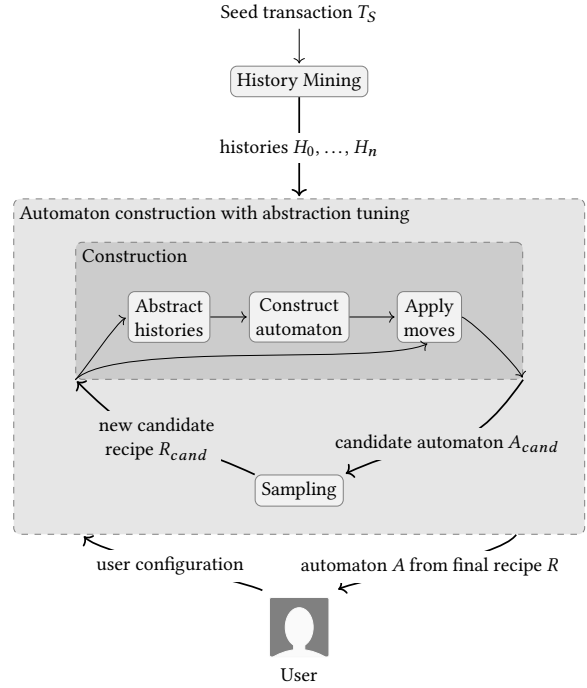 Seed transaction T_S
History Mining
histories H_0, …, H_n
Automaton construction with abstraction tuning
Construction
Abstract
histories
Construct
automaton
Apply
moves
new candidate
recipe R_cand
candidate automaton A_cand
Sampling
user configuration
automaton A from final recipe R
User